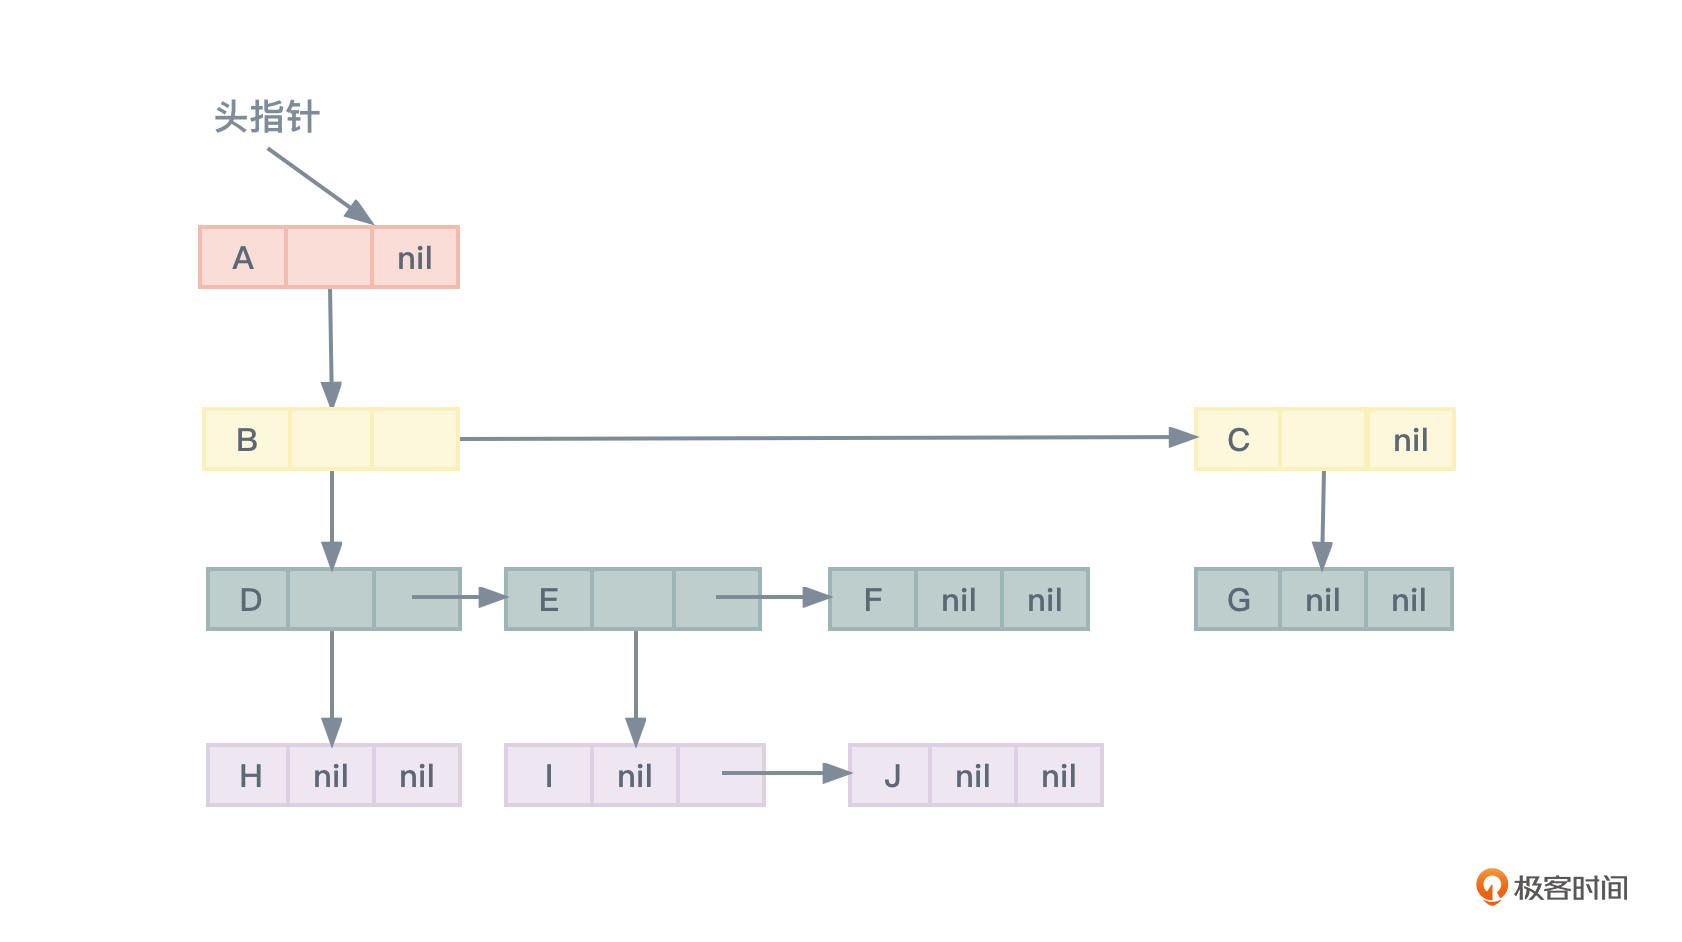 头指针
A nil
B C nil
D E F nil nil G nil nil
H nil nil I nil J nil nil
极客时间